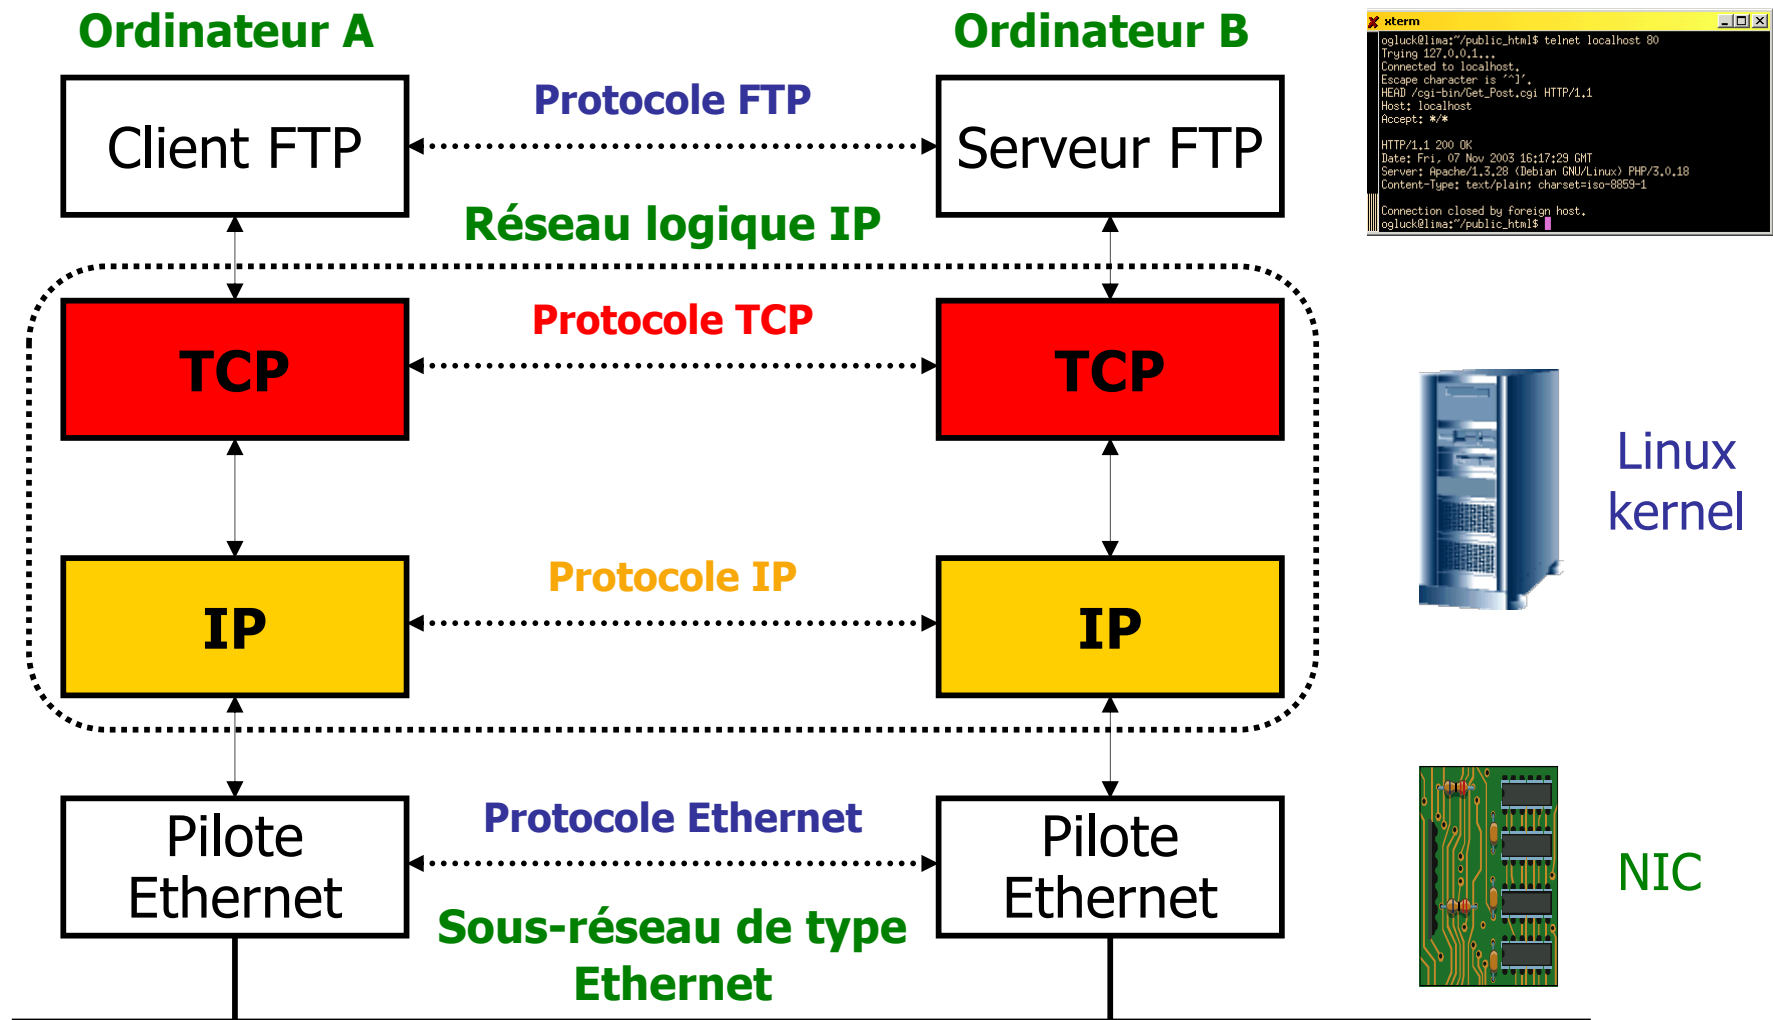 Ordinateur A
Ordinateur B
Protocole FTP
Client FTP
Serveur FTP
Réseau logique IP
Protocole TCP
TCP
TCP
Protocole IP
IP
IP
Protocole Ethernet
Pilote
Ethernet
Pilote
Ethernet
Sous-réseau de type
Ethernet
xterm
ogluck@lima:~/public_html$ telnet localhost 80
Trying 127.0.0.1...
Connected to localhost.
Escape character is '^]'.
HEAD /cgi-bin/Get_Post.cgi HTTP/1.1
Host: localhost
Accept: */*
HTTP/1.1 200 OK
Date: Fri, 07 Nov 2003 16:17:29 GMT
Server: Apache/1.3.28 (Debian GNU/Linux) PHP/3.0.18
Content-Type: text/plain; charset=iso-8859-1
Connection closed by foreign host.
ogluck@lima:~/public_html$
Linux
kernel
NIC